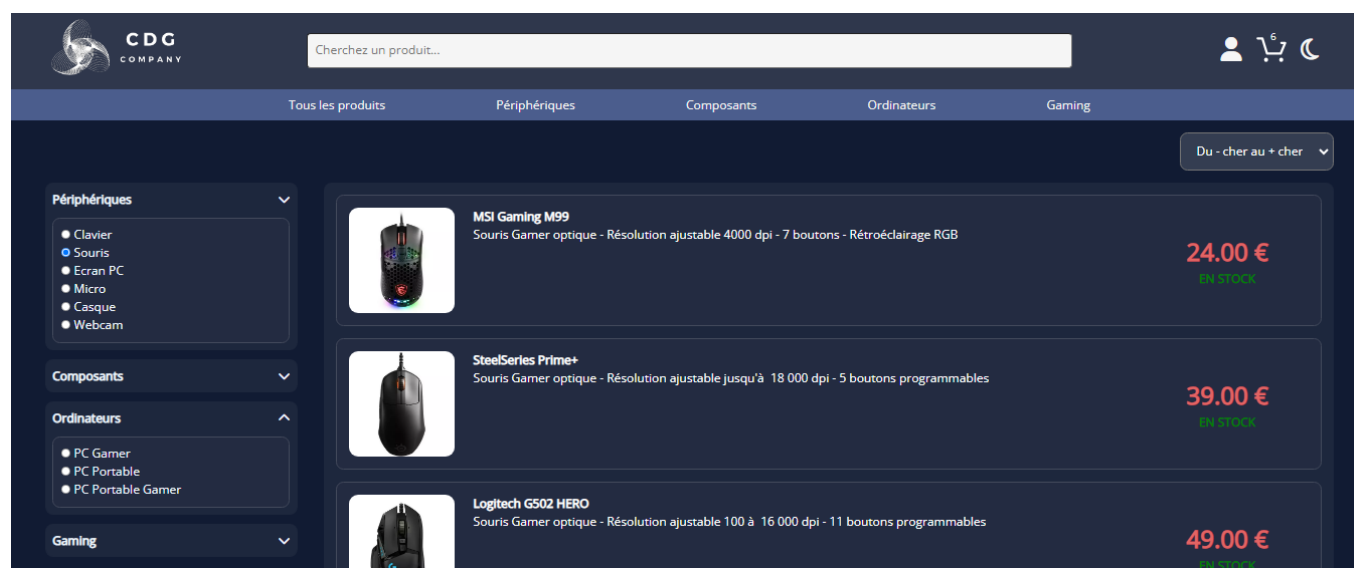 CDG
COMPANY
Cherchez un produit...
6
Tous les produits
Périphériques
Composants
Ordinateurs
Gaming
Du - cher au + cher
Périphériques
Clavier
Souris
Ecran PC
Micro
Casque
Webcam
Composants
Ordinateurs
PC Gamer
PC Portable
PC Portable Gamer
Gaming
MSI Gaming M99
Souris Gamer optique - Résolution ajustable 4000 dpi - 7 boutons - Rétroéclairage RGB
24.00 €
EN STOCK
SteelSeries Prime+
Souris Gamer optique - Résolution ajustable jusqu'à 18 000 dpi - 5 boutons programmables
39.00 €
EN STOCK
Logitech G502 HERO
Souris Gamer optique - Résolution ajustable 100 à 16 000 dpi - 11 boutons programmables
49.00 €
EN STOCK